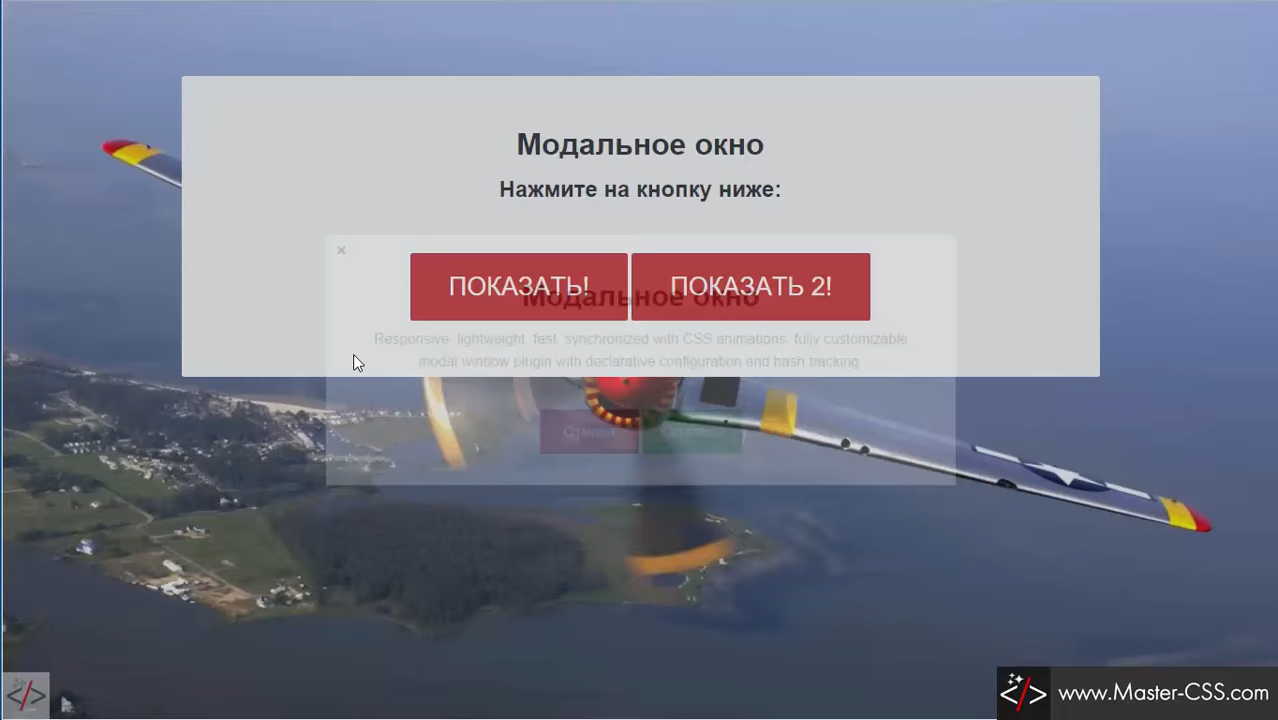 Модальное окно
Нажмите на кнопку ниже:
×
ПОКАЗАТЬ! ПОКАЗАТЬ 2!
Модальное окно
Responsive, lightweight, fast, synchronized with CSS animations, fully customizable
modal window plugin with declarative configuration and hash tracking
Отмена
</> www.Master-CSS.com